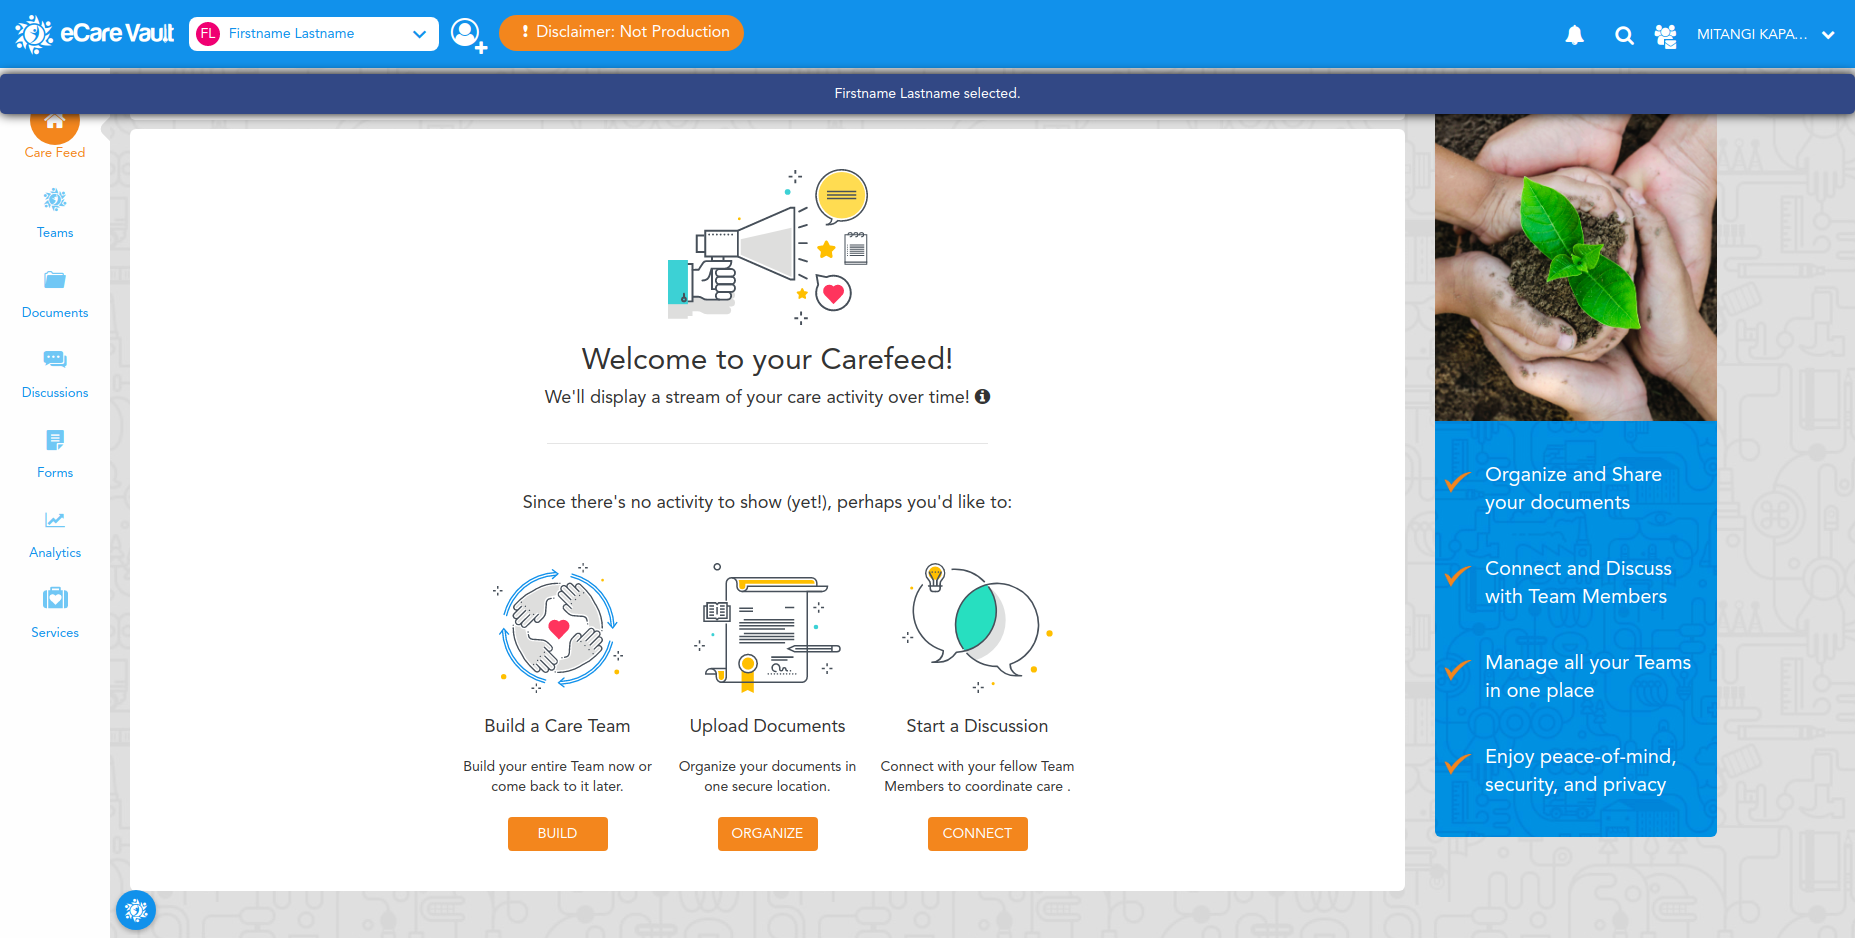 eCare Vault
FL Firstname Lastname
! Disclaimer: Not Production
MITANGI KAPA...
Firstname Lastname selected.
Care Feed
Teams
Documents
Discussions
Forms
Analytics
Services
Welcome to your Carefeed!
We'll display a stream of your care activity over time!
Since there's no activity to show (yet!), perhaps you'd like to:
Build a Care Team
Build your entire Team now or
come back to it later.
BUILD
Upload Documents
Organize your documents in
one secure location.
ORGANIZE
Start a Discussion
Connect with your fellow Team
Members to coordinate care .
CONNECT
Organize and Share
your documents
Connect and Discuss
with Team Members
Manage all your Teams
in one place
Enjoy peace-of-mind,
security, and privacy